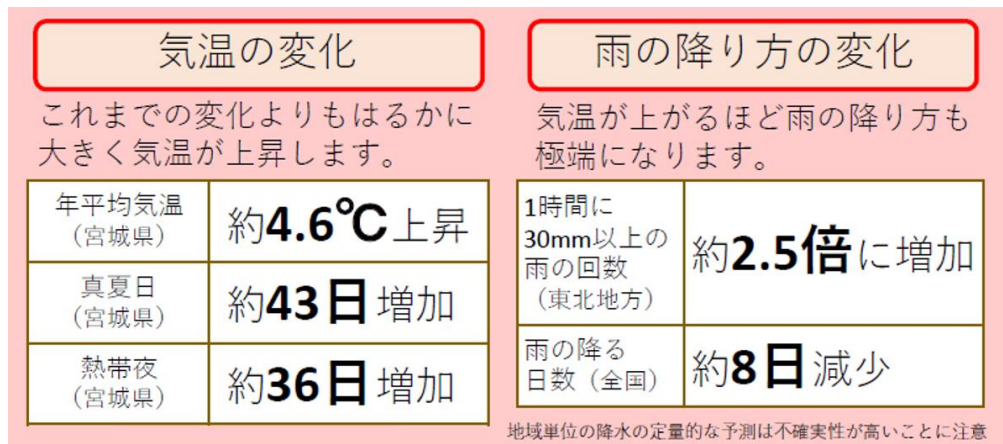 気温の変化
これまでの変化よりもはるかに
大きく気温が上昇します。
年平均気温
（宮城県）
約4.6℃上昇
真夏日
（宮城県）
約43日増加
熱帯夜
（宮城県）
約36日増加
雨の降り方の変化
気温が上がるほど雨の降り方も
極端になります。
1時間に
30mm以上の
雨の回数
（東北地方）
約2.5倍に増加
雨の降る
日数（全国）
約8日減少
地域単位の降水の定量的な予測は不確実性が高いことに注意